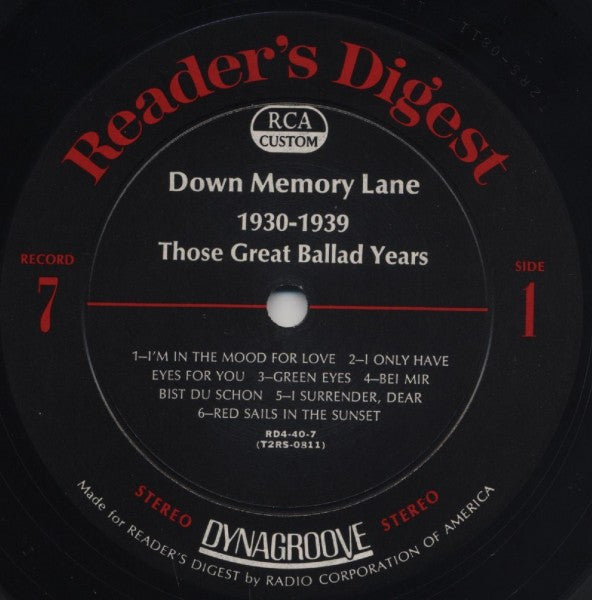 Reader's Digest
T2RS-0811
RCA
CUSTOM
Down Memory Lane
1930-1939
Those Great Ballad Years
RECORD
7
SIDE
1
1—I'M IN THE MOOD FOR LOVE 2—I ONLY HAVE
EYES FOR YOU 3—GREEN EYES 4—BEI MIR
BIST DU SCHON 5—I SURRENDER, DEAR
6—RED SAILS IN THE SUNSET
RD4-40-7
(T2RS-0811)
STEREO
DYNAGROOVE
STEREO
Made for READER'S DIGEST by RADIO CORPORATION OF AMERICA